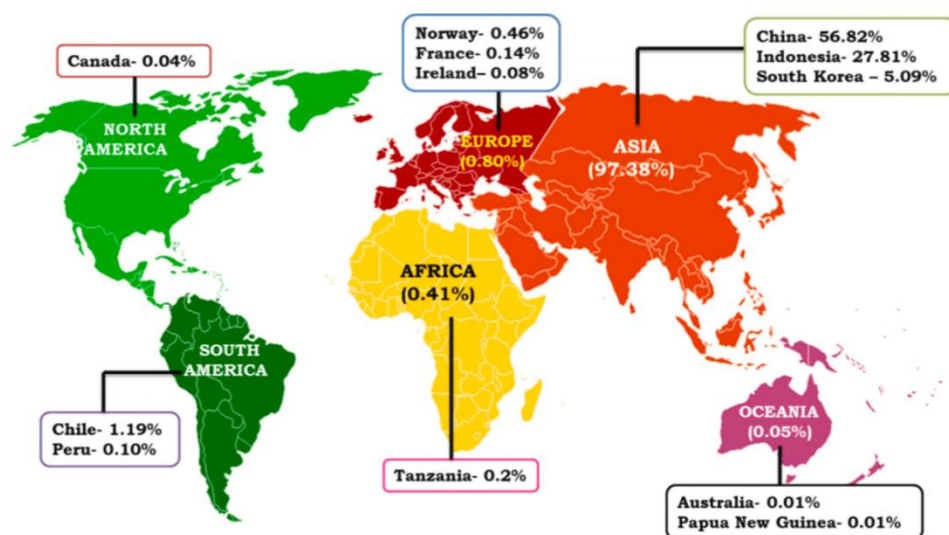 Canada- 0.04%
Norway- 0.46%
France- 0.14%
Ireland– 0.08%
China- 56.82%
Indonesia- 27.81%
South Korea – 5.09%
NORTH
AMERICA
EUROPE
(0.80%)
ASIA
(97.38%)
AFRICA
(0.41%)
SOUTH
AMERICA
OCEANIA
(0.05%)
Chile- 1.19%
Peru- 0.10%
Tanzania- 0.2%
Australia- 0.01%
Papua New Guinea- 0.01%